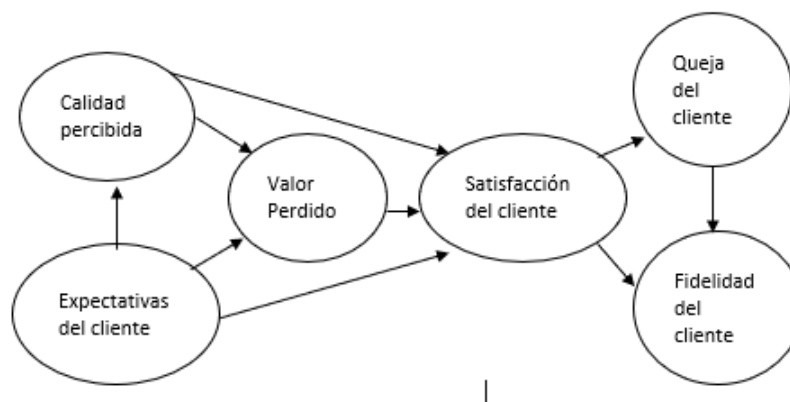 Calidad
percibida
Expectativas
del cliente
Valor
Perdido
Satisfacción
del cliente
Queja
del
cliente
Fidelidad
del
cliente